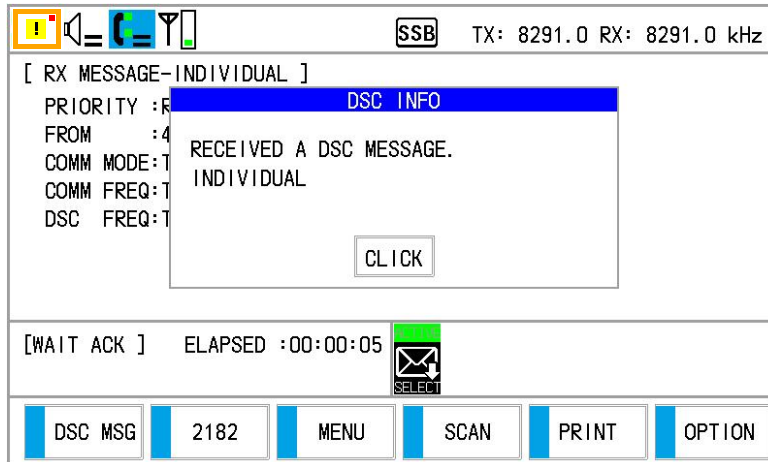 !
SSB TX: 8291.0 RX: 8291.0 kHz
[ RX MESSAGE-INDIVIDUAL ]
PRIORITY :R
FROM :4
COMM MODE:T
COMM FREQ:T
DSC FREQ:T
DSC INFO
RECEIVED A DSC MESSAGE.
INDIVIDUAL
CLICK
[WAIT ACK ] ELAPSED :00:00:05
SELECT
DSC MSG 2182 MENU SCAN PRINT OPTION